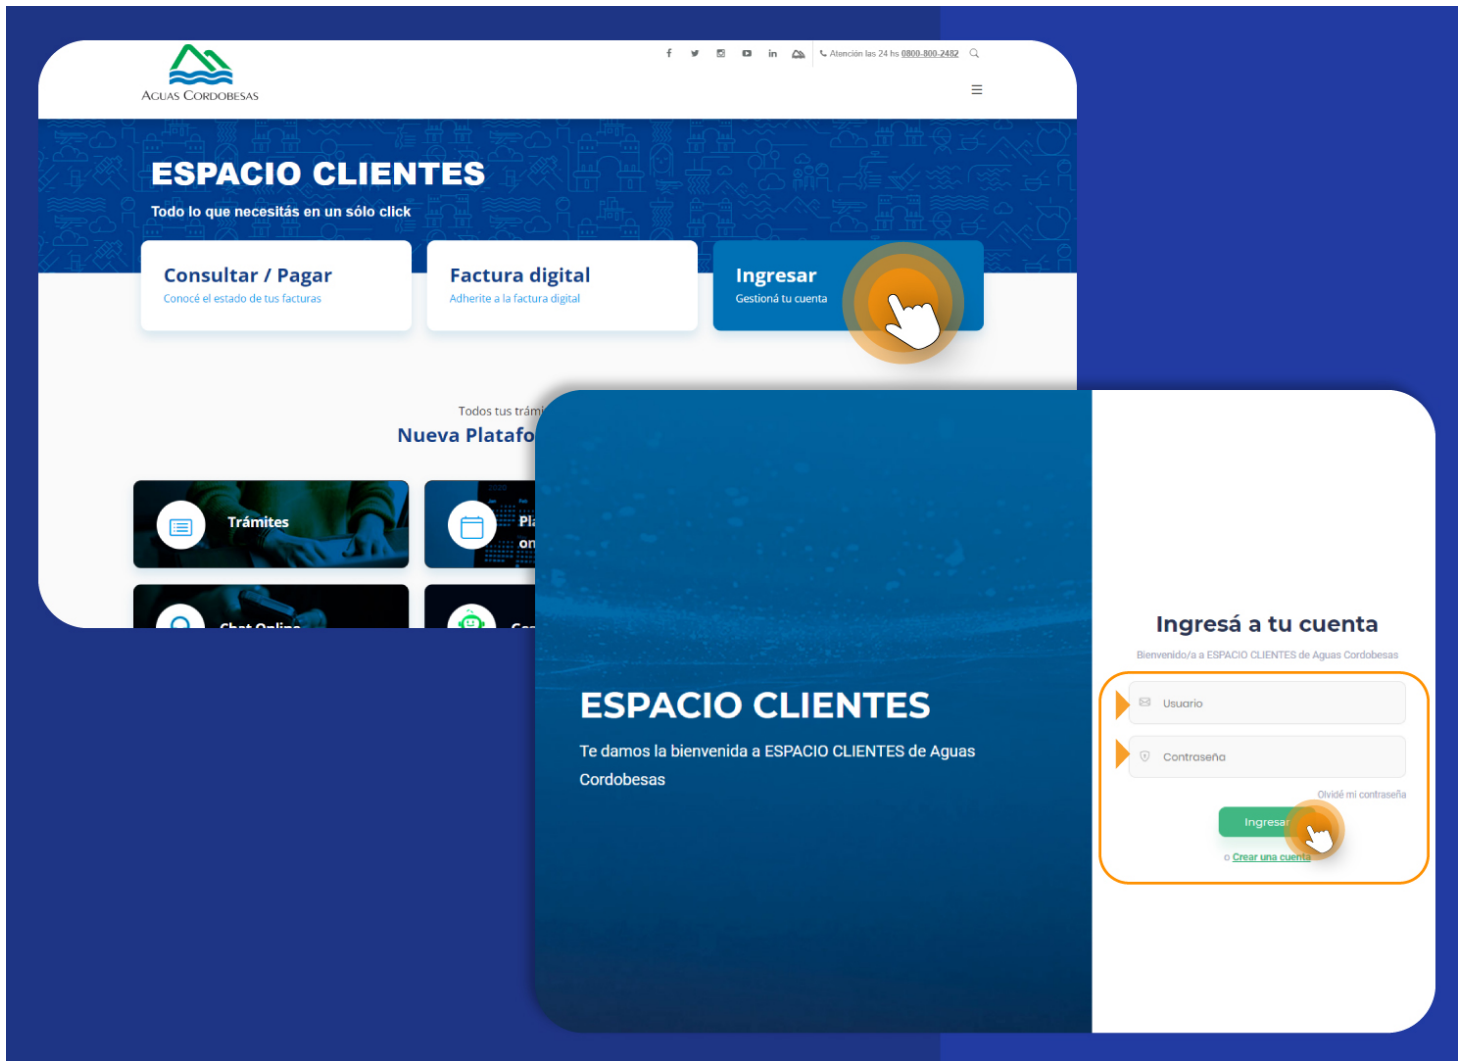 Atención las 24 hs 0800-800-2482
AGUAS CORDOBESAS
ESPACIO CLIENTES
Todo lo que necesitás en un sólo click
Consultar / Pagar
Conocé el estado de tus facturas
Factura digital
Adherite a la factura digital
Ingresar
Gestioná tu cuenta
Todos tus
Nueva
Trámites
Chat Online
ESPACIO CLIENTES
Te damos la bienvenida a ESPACIO CLIENTES de Aguas
Cordobesas
Ingresá a tu cuenta
Bienvenido/a a ESPACIO CLIENTES de Aguas Cordobesas
Usuario
Contraseña
Olvidé mi contraseña
Ingresar
o Crear una cuenta